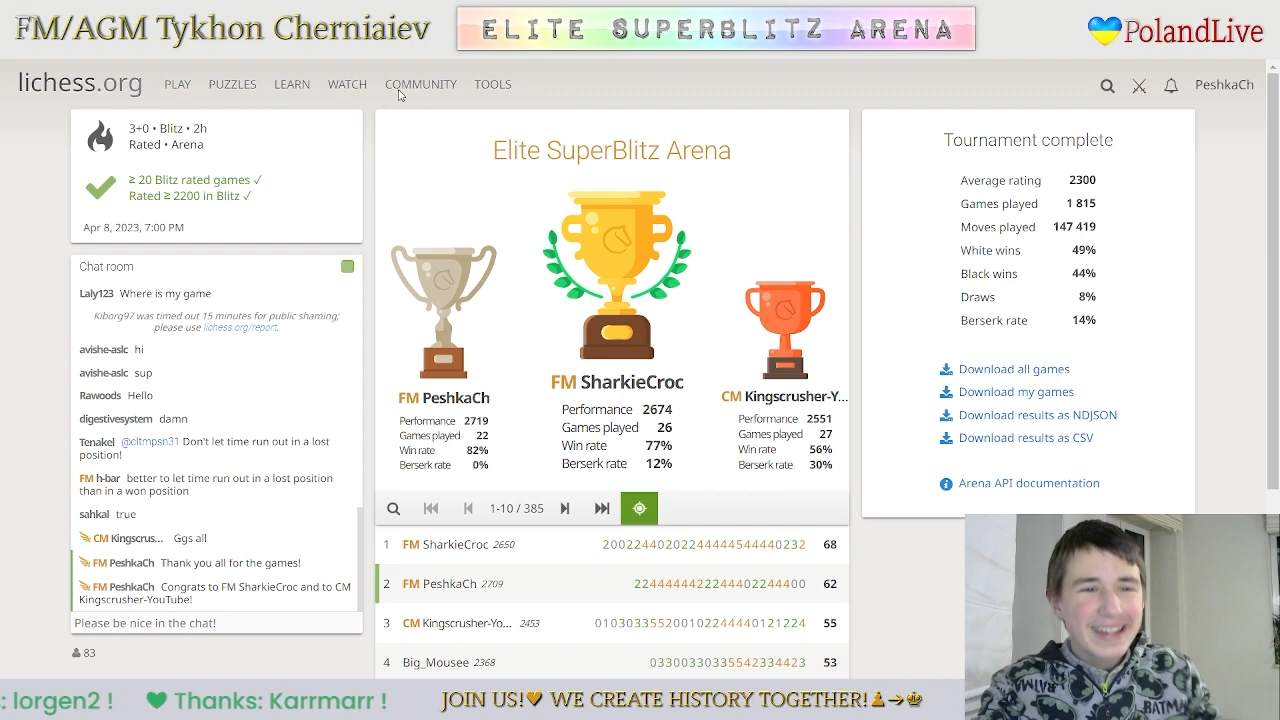 FM/AGM Tykhon Cherniaiev
ELITE SUPERBLITZ ARENA
PolandLive
lichess.org PLAY PUZZLES LEARN WATCH COMMUNITY TOOLS PeshkaCh
3+0 • Blitz • 2h
Rated • Arena
≥ 20 Blitz rated games ✓
Rated ≥ 2200 in Blitz ✓
Apr 8, 2023, 7:00 PM
Chat room
Laly123 Where is my game
Kiborg97 was timed out 15 minute for public shaming;
please use lichess.org/report.
avishe-aslc hi
avishe-aslc sup
Rawoods Hello
digestivesystem damn
Tenakel @cltmpsn31 Don't let time run out in a lost
position!
FM h-bar better to let time run out in a lost position
than in a won position
sahkal true
CM Kingscrus... Ggs all
FM PeshkaCh Thank you all for the games!
FM PeshkaCh Congrats to FM SharkieCroc and to CM
Kingscrusher-YouTube!
Please be nice in the chat!
83
Elite SuperBlitz Arena
FM PeshkaCh
Performance 2719
Games played 22
Win rate 82%
Berserk rate 0%
FM SharkieCroc
Performance 2674
Games played 26
Win rate 77%
Berserk rate 12%
CM Kingscrusher-Y...
Performance 2551
Games played 27
Win rate 56%
Berserk rate 30%
1-10 / 385
1 FM SharkieCroc 2650 20022440202244444544440232 68
2 FM PeshkaCh 2709 2244444422244402244400 62
3 CM Kingscrusher-Yo... 2453 010303355200102244440121224 55
4 Big_Mousee 2368 0330033033554233442​3 53
Tournament complete
Average rating 2300
Games played 1 815
Moves played 147 419
White wins 49%
Black wins 44%
Draws 8%
Berserk rate 14%
Download all games
Download my games
Download results as NDJSON
Download results as CSV
Arena API documentation
BATMAN
: lorgen2 ! Thanks: Karrmarr ! JOIN US! WE CREATE HISTORY TOGETHER!